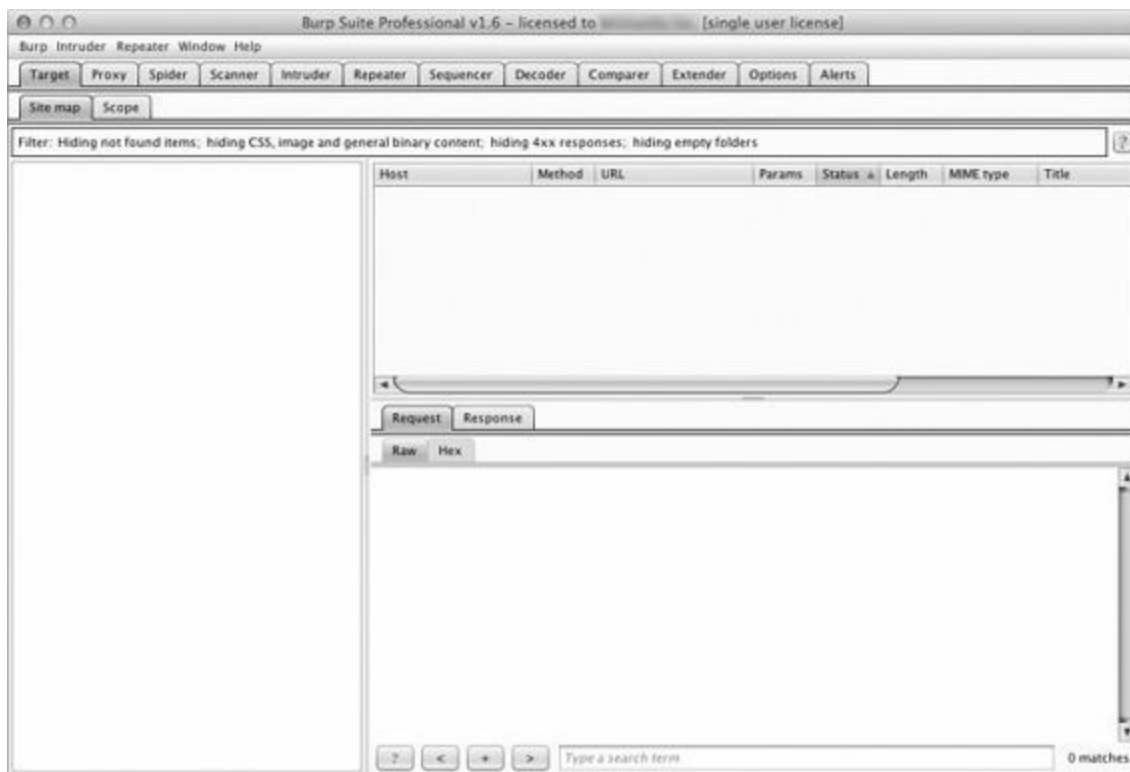 Burp Suite Professional v1.6 – licensed to [single user license]
Burp Intruder Repeater Window Help
Target Proxy Spider Scanner Intruder Repeater Sequencer Decoder Comparer Extender Options Alerts
Site map Scope
Filter: Hiding not found items; hiding CSS, image and general binary content; hiding 4xx responses; hiding empty folders ?
Host Method URL Params Status Length MIME type Title
Request Response
Raw Hex
? < + > Type a search term 0 matches